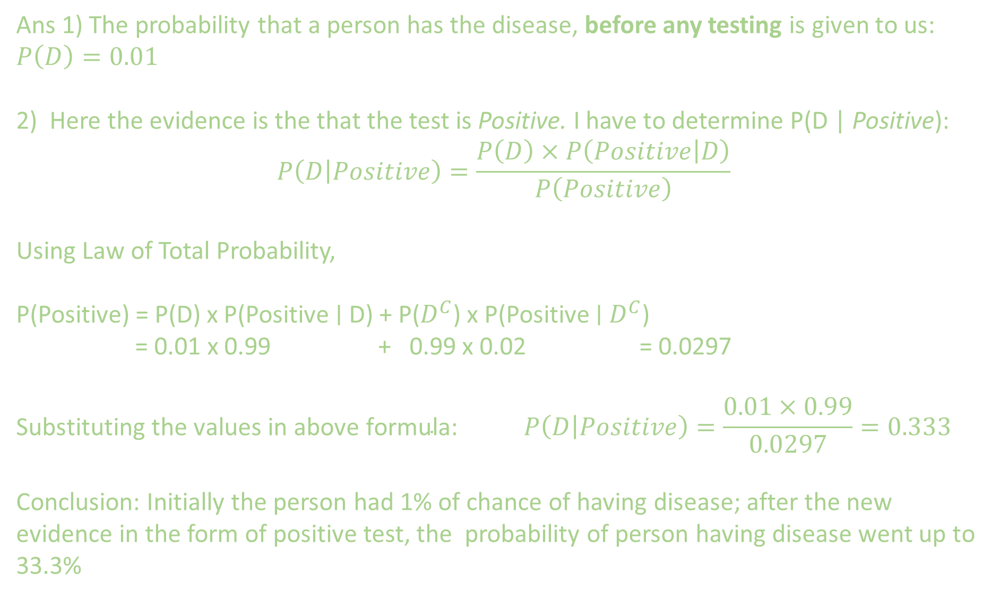 Ans 1) The probability that a person has the disease, before any testing is given to us:
P(D) = 0.01
2) Here the evidence is the that the test is Positive. I have to determine P(D | Positive):
P(D|Positive) = P(D) × P(Positive|D) / P(Positive)
Using Law of Total Probability,
P(Positive) = P(D) x P(Positive | D) + P(D^C) x P(Positive | D^C)
= 0.01 x 0.99 + 0.99 x 0.02 = 0.0297
Substituting the values in above formula: P(D|Positive) = 0.01 × 0.99 / 0.0297 = 0.333
Conclusion: Initially the person had 1% of chance of having disease; after the new
evidence in the form of positive test, the probability of person having disease went up to
33.3%